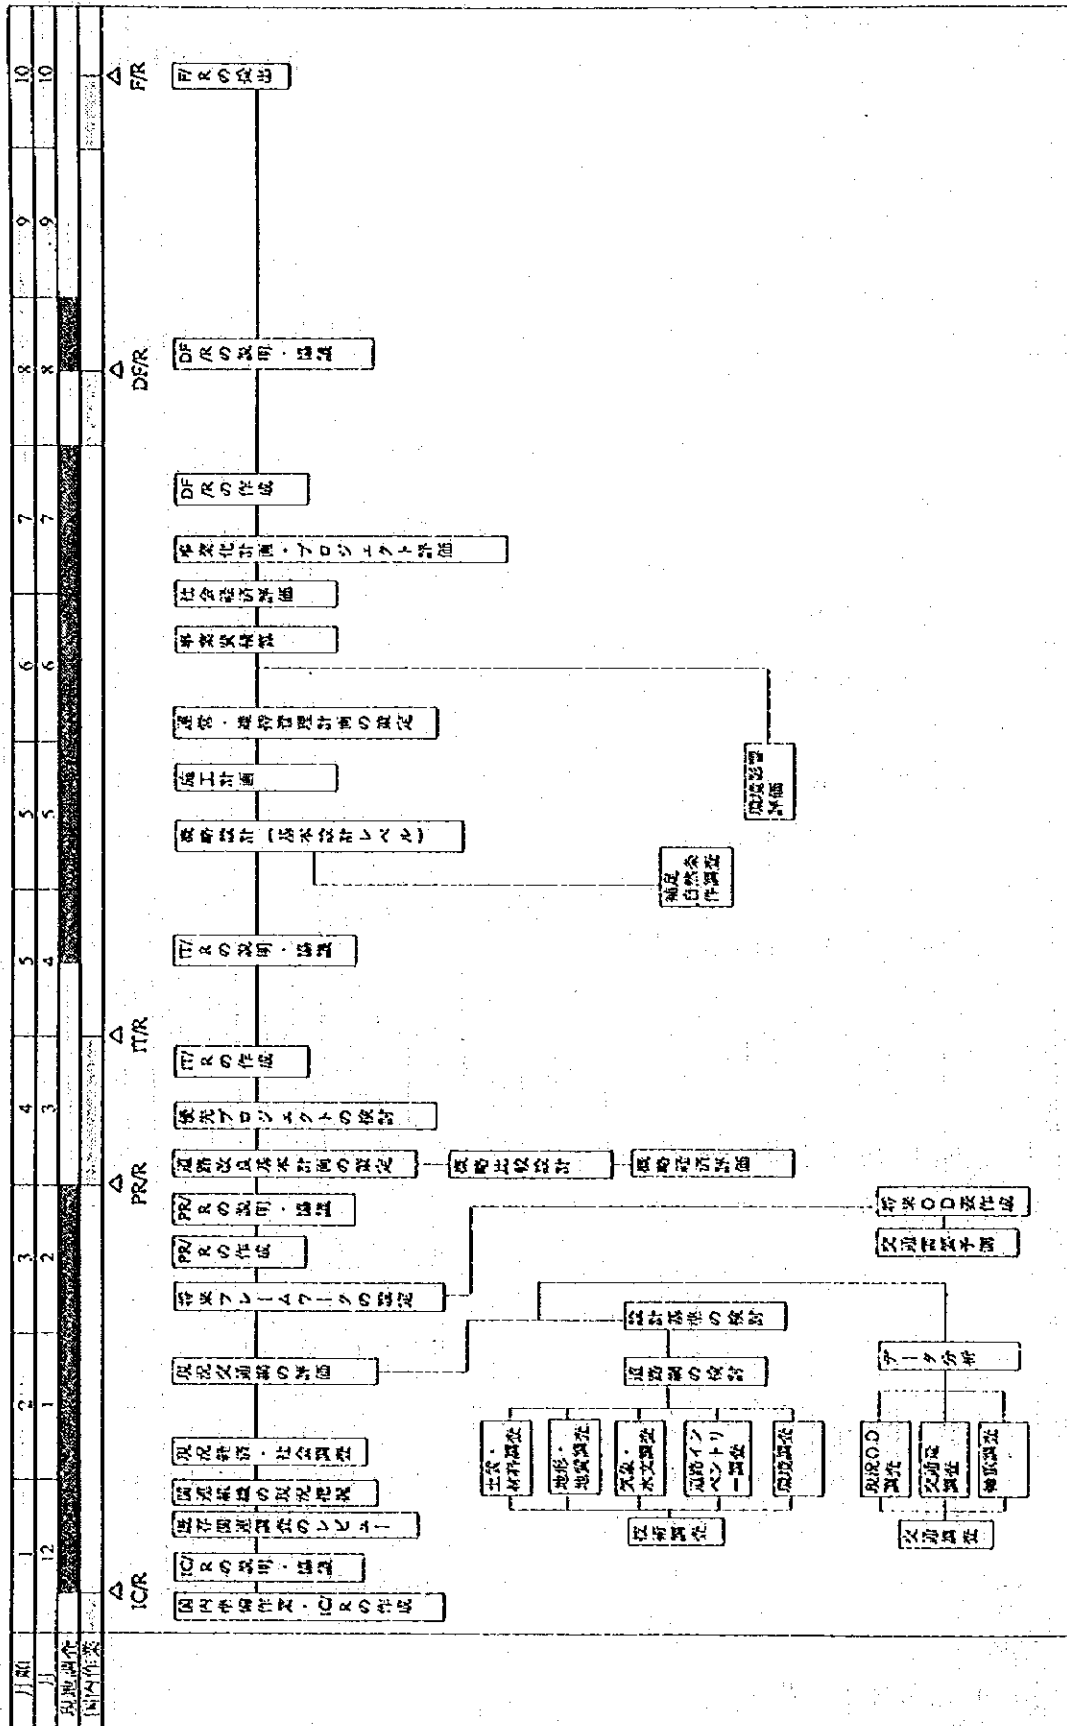 月順 1 2 3 4 5 5 6 7 8 9 10
月 12 1 2 3 4 5 6 7 8 9 10
現地調査
国内作業
IC/R
PR/R
IT/R
DF/R
F/R
国内準備作業・IC/Rの作成
IC/Rの説明・協議
既存関連調査のレビュー
関連組織の現況把握
現況経済・社会調査
現況交通網の評価
将来フレームワークの設定
PR/Rの作成
PR/Rの説明・協議
道路改良基本計画の策定
概略比較設計
概略経済評価
優先プロジェクトの検討
IT/Rの作成
IT/Rの説明・協議
概略設計(基本設計レベル)
施工計画
運営・維持管理計画の策定
事業費積算
社会経済評価
事業化計画・プロジェクト評価
DF/Rの作成
DF/Rの説明・協議
F/Rの提出
技術調査
土質・
材料調査
地形・
地質調査
気象・
水文調査
道路イン
ベントリ
ー調査
環境調査
道路網の検討
設計基準の検討
交通調査
現況OD
調査
交通量
調査
データ分析
交通需要予測
将来OD表作成
補足
自然条
件調査
環境影響
評価